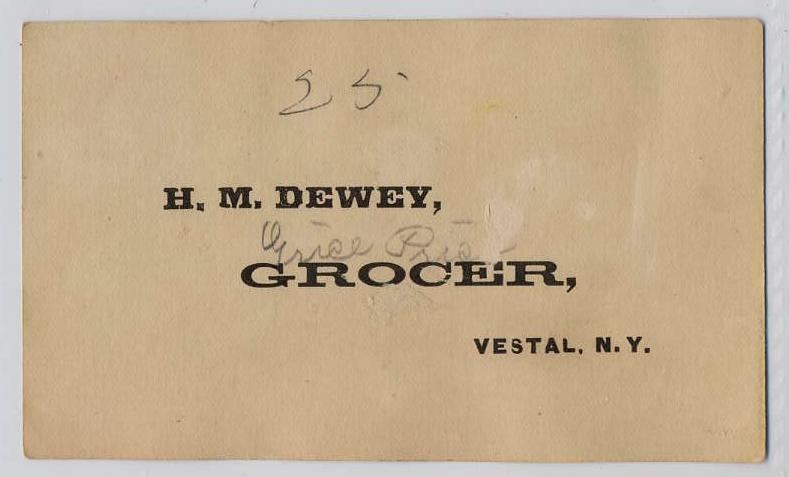 25
H. M. DEWEY,
GROCER,
VESTAL, N. Y.